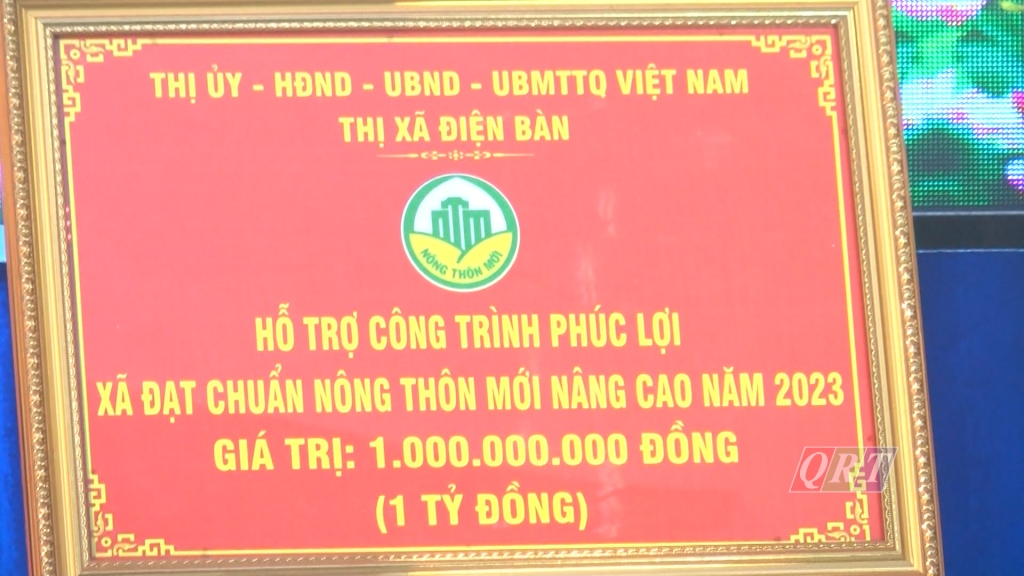 THỊ ỦY - HĐND - UBND - UBMTTQ VIỆT NAM
THỊ XÃ ĐIỆN BÀN
NTM
NÔNG THÔN MỚI
HỖ TRỢ CÔNG TRÌNH PHÚC LỢI
XÃ ĐẠT CHUẨN NÔNG THÔN MỚI NÂNG CAO NĂM 2023
GIÁ TRỊ: 1.000.000.000 ĐỒNG
(1 TỶ ĐỒNG)
QRT